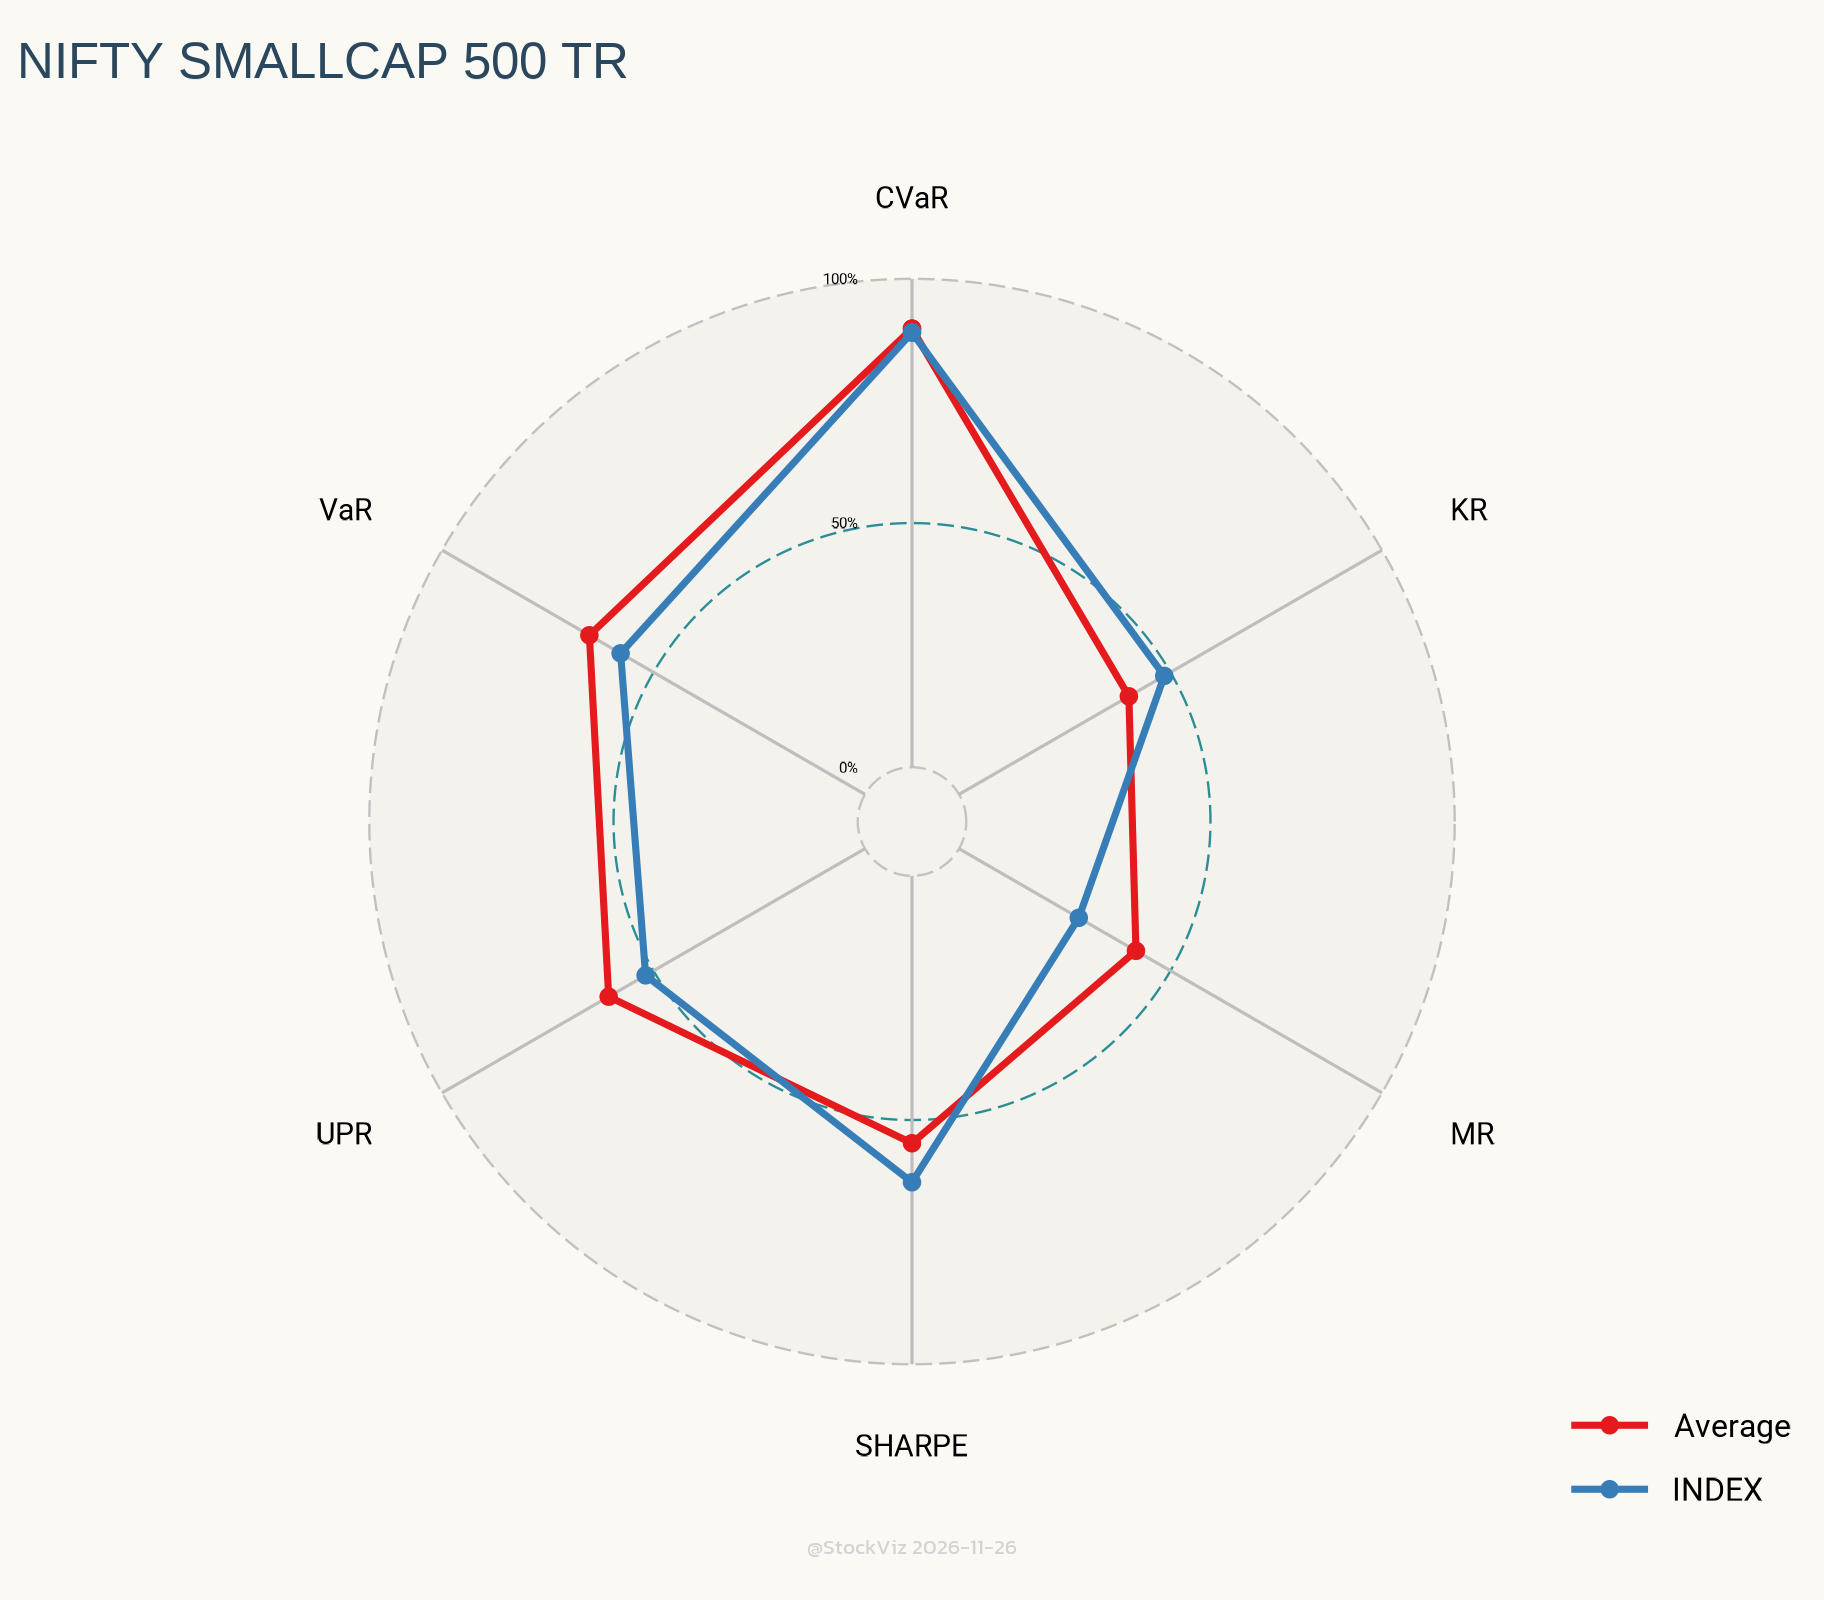 NIFTY SMALLCAP 500 TR
CVaR
100%
VaR
KR
50%
0%
UPR
MR
SHARPE
Average
INDEX
@StockViz 2026-11-26